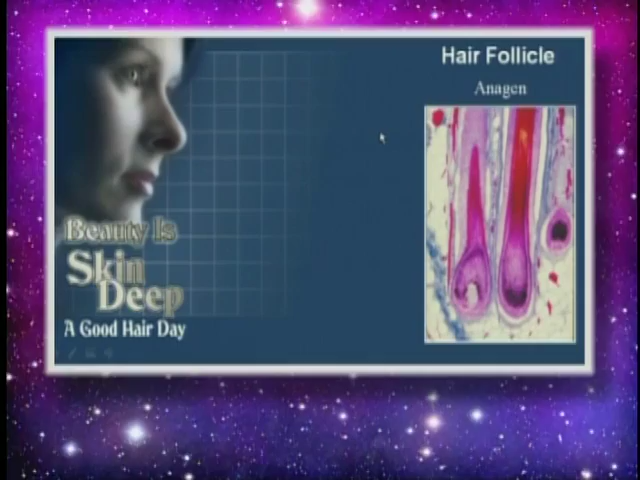 Hair Follicle
Anagen
Beauty Is
Skin
Deep
A Good Hair Day